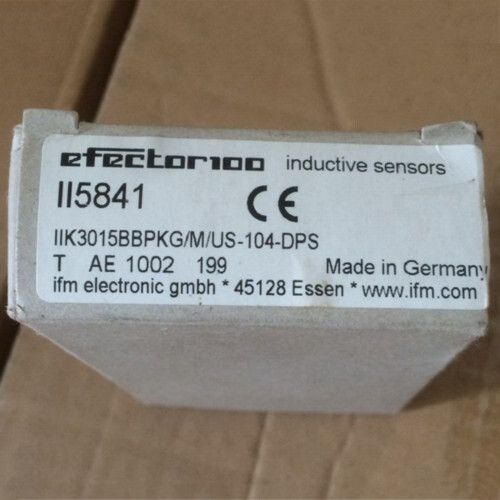 efector100 inductive sensors
II5841 CE
IIK3015BBPKG/M/US-104-DPS
T AE 1002 199 Made in Germany
ifm electronic gmbh * 45128 Essen * www.ifm.com